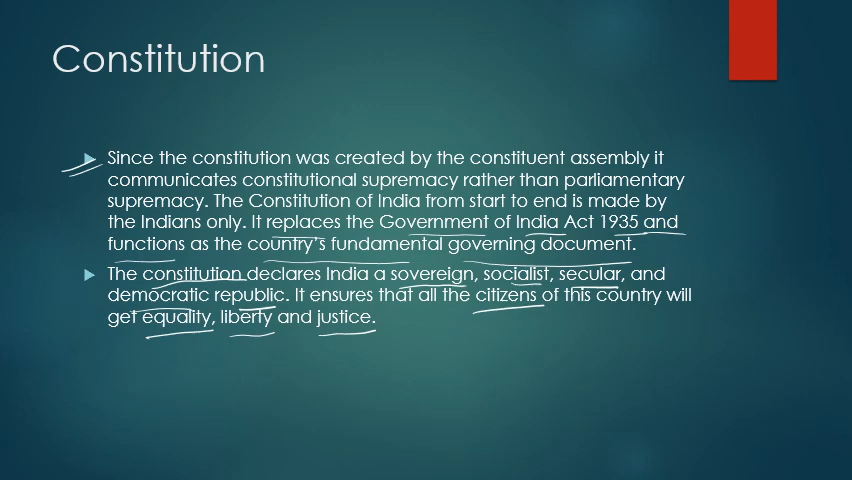 Constitution
Since the constitution was created by the constituent assembly it
communicates constitutional supremacy rather than parliamentary
supremacy. The Constitution of India from start to end is made by
the Indians only. It replaces the Government of India Act 1935 and
functions as the country's fundamental governing document.
The constitution declares India a sovereign, socialist, secular, and
democratic republic. It ensures that all the citizens of this country will
get equality, liberty and justice.